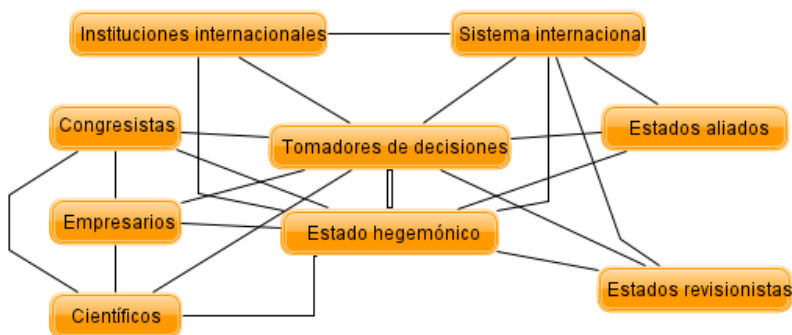 Instituciones internacionales
Sistema internacional
Congresistas
Estados aliados
Tomadores de decisiones
Empresarios
Estado hegemónico
Estados revisionistas
Científicos